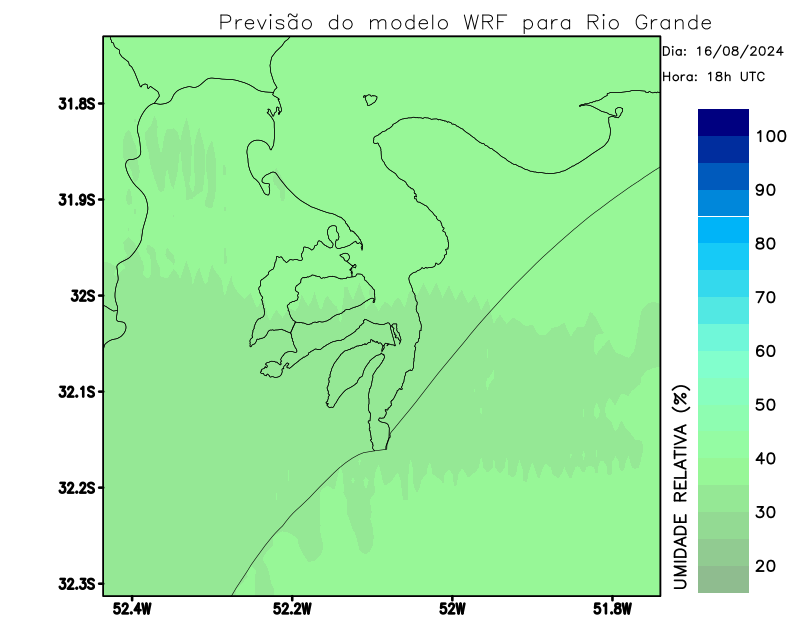 Previsão do modelo WRF para Rio Grande
Dia: 16/08/2024
Hora: 18h UTC
31.8S
31.9S
32S
32.1S
32.2S
32.3S
52.4W
52.2W
52W
51.8W
UMIDADE RELATIVA (%)
100
90
80
70
60
50
40
30
20